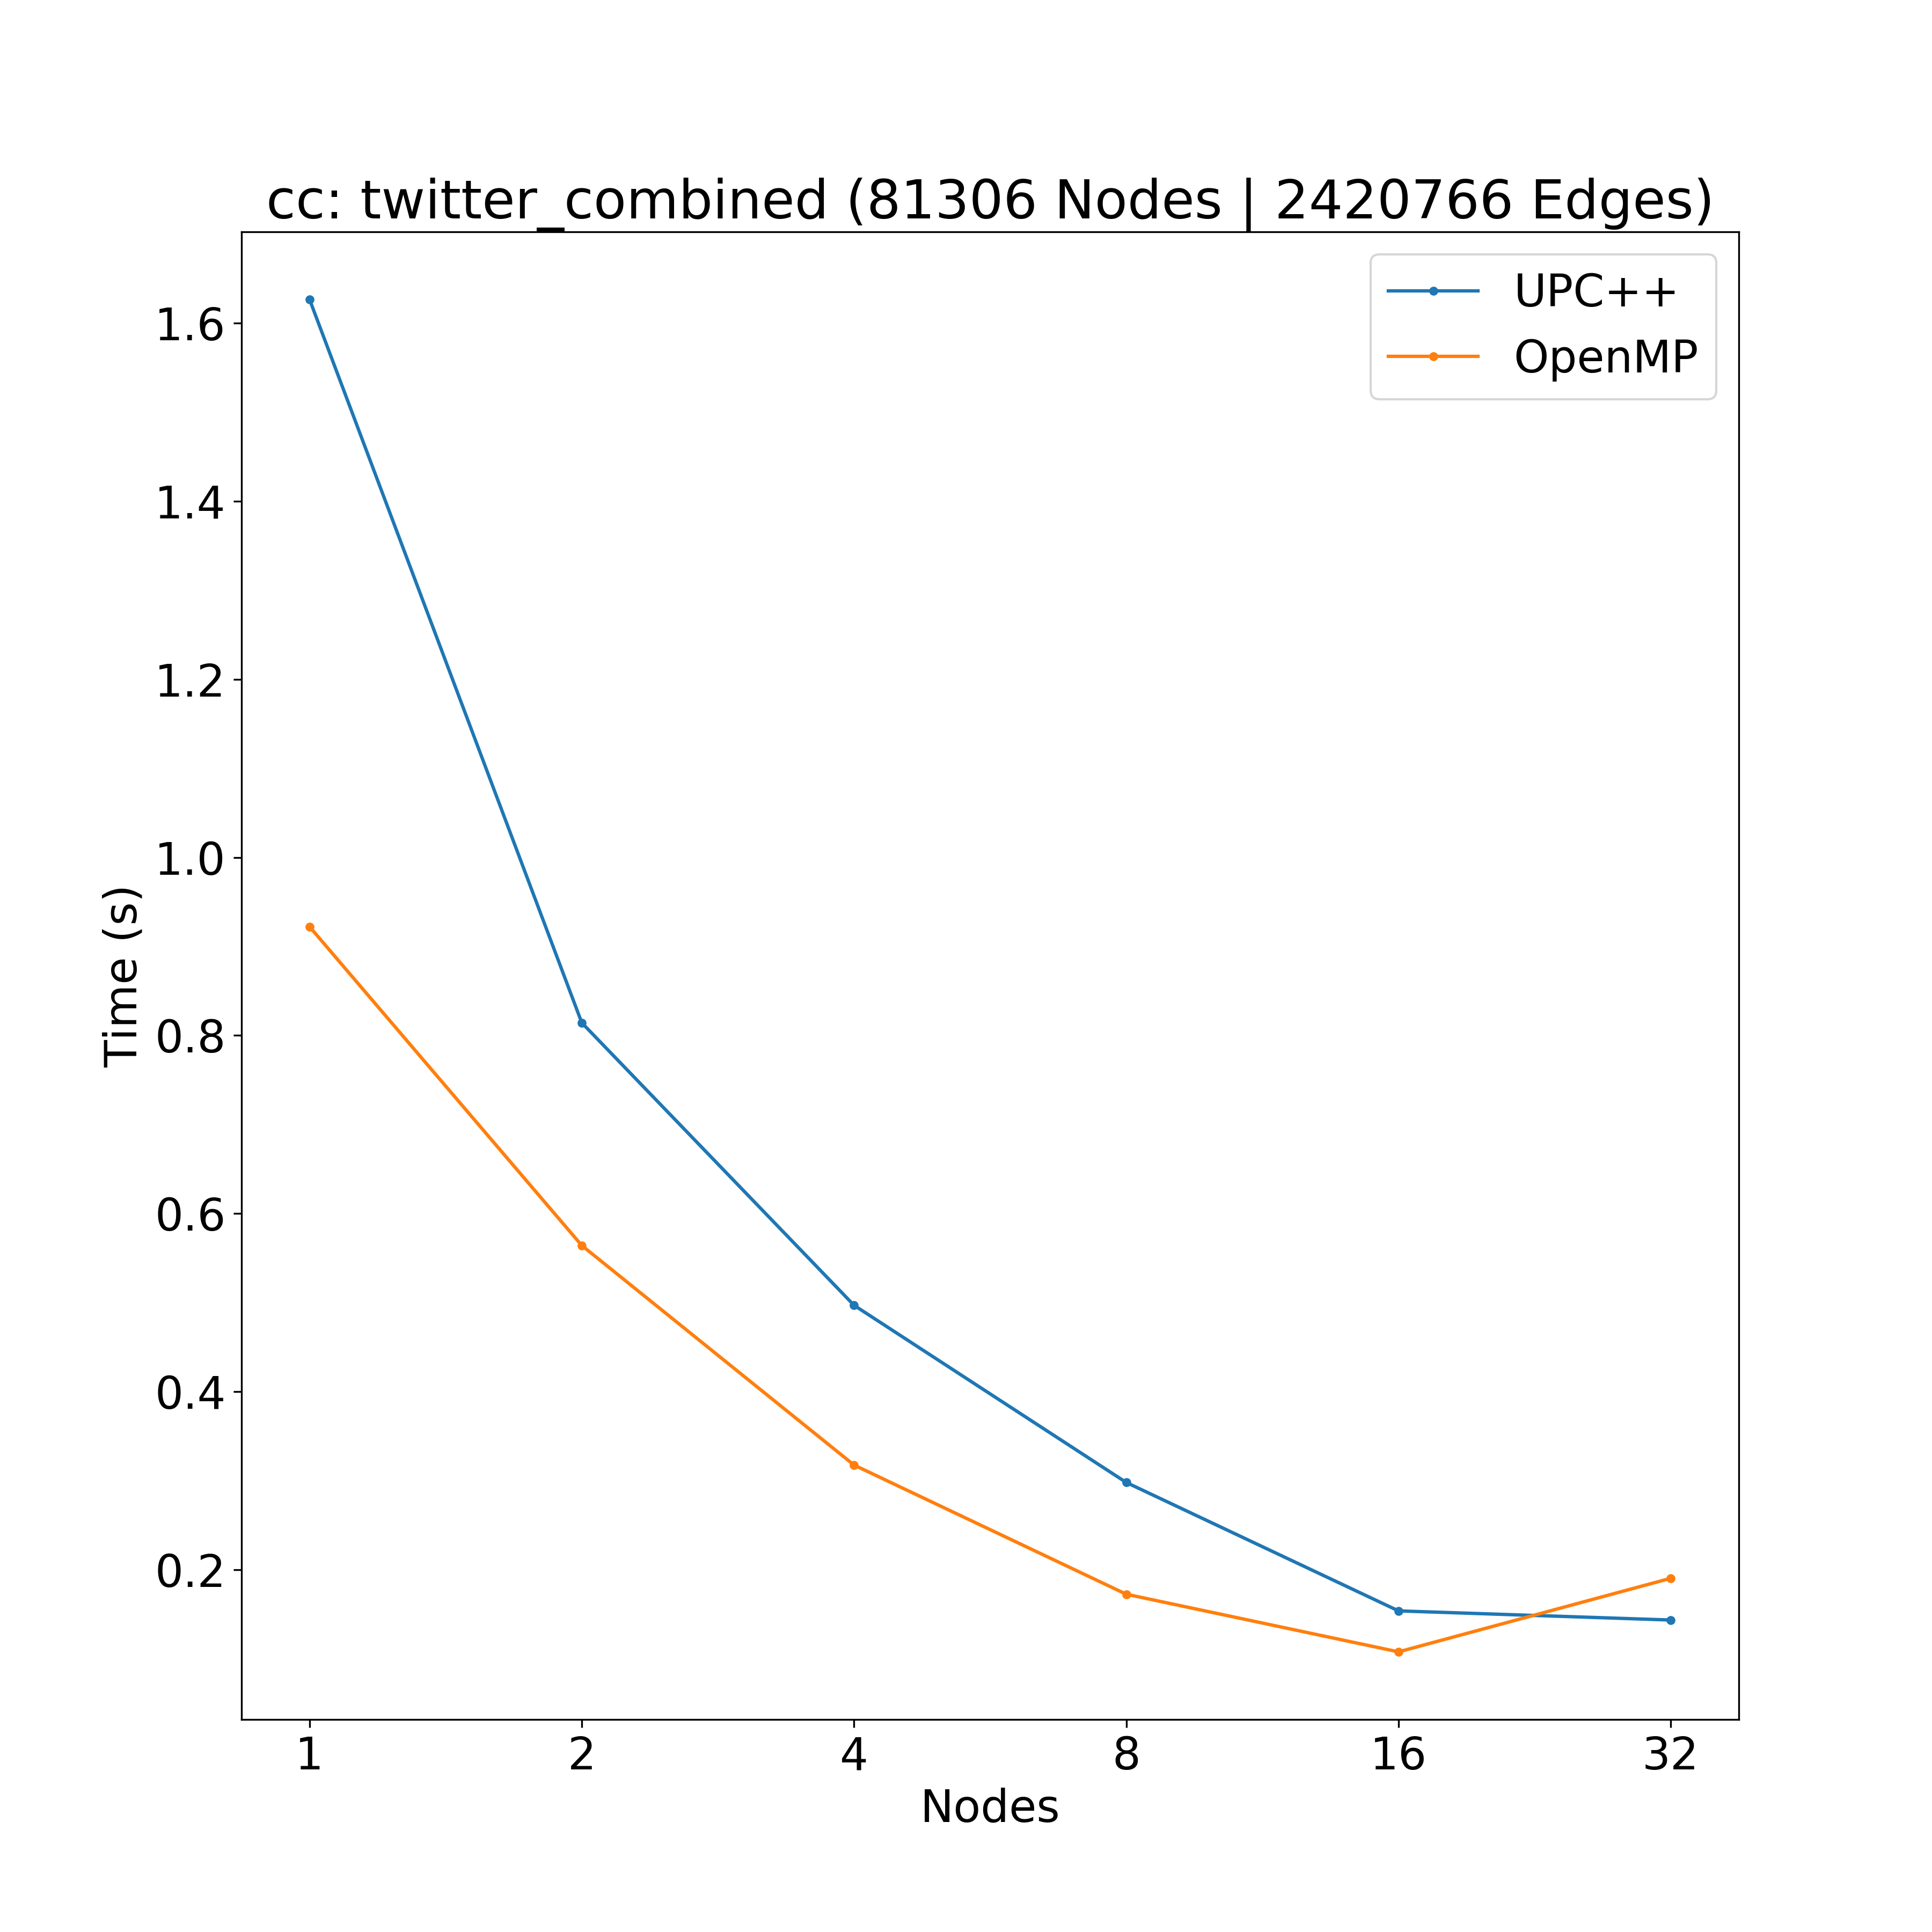 cc: twitter_combined (81306 Nodes | 2420766 Edges)
UPC++
OpenMP
1.6
1.4
1.2
1.0
0.8
0.6
0.4
0.2
Time (s)
1 2 4 8 16 32
Nodes